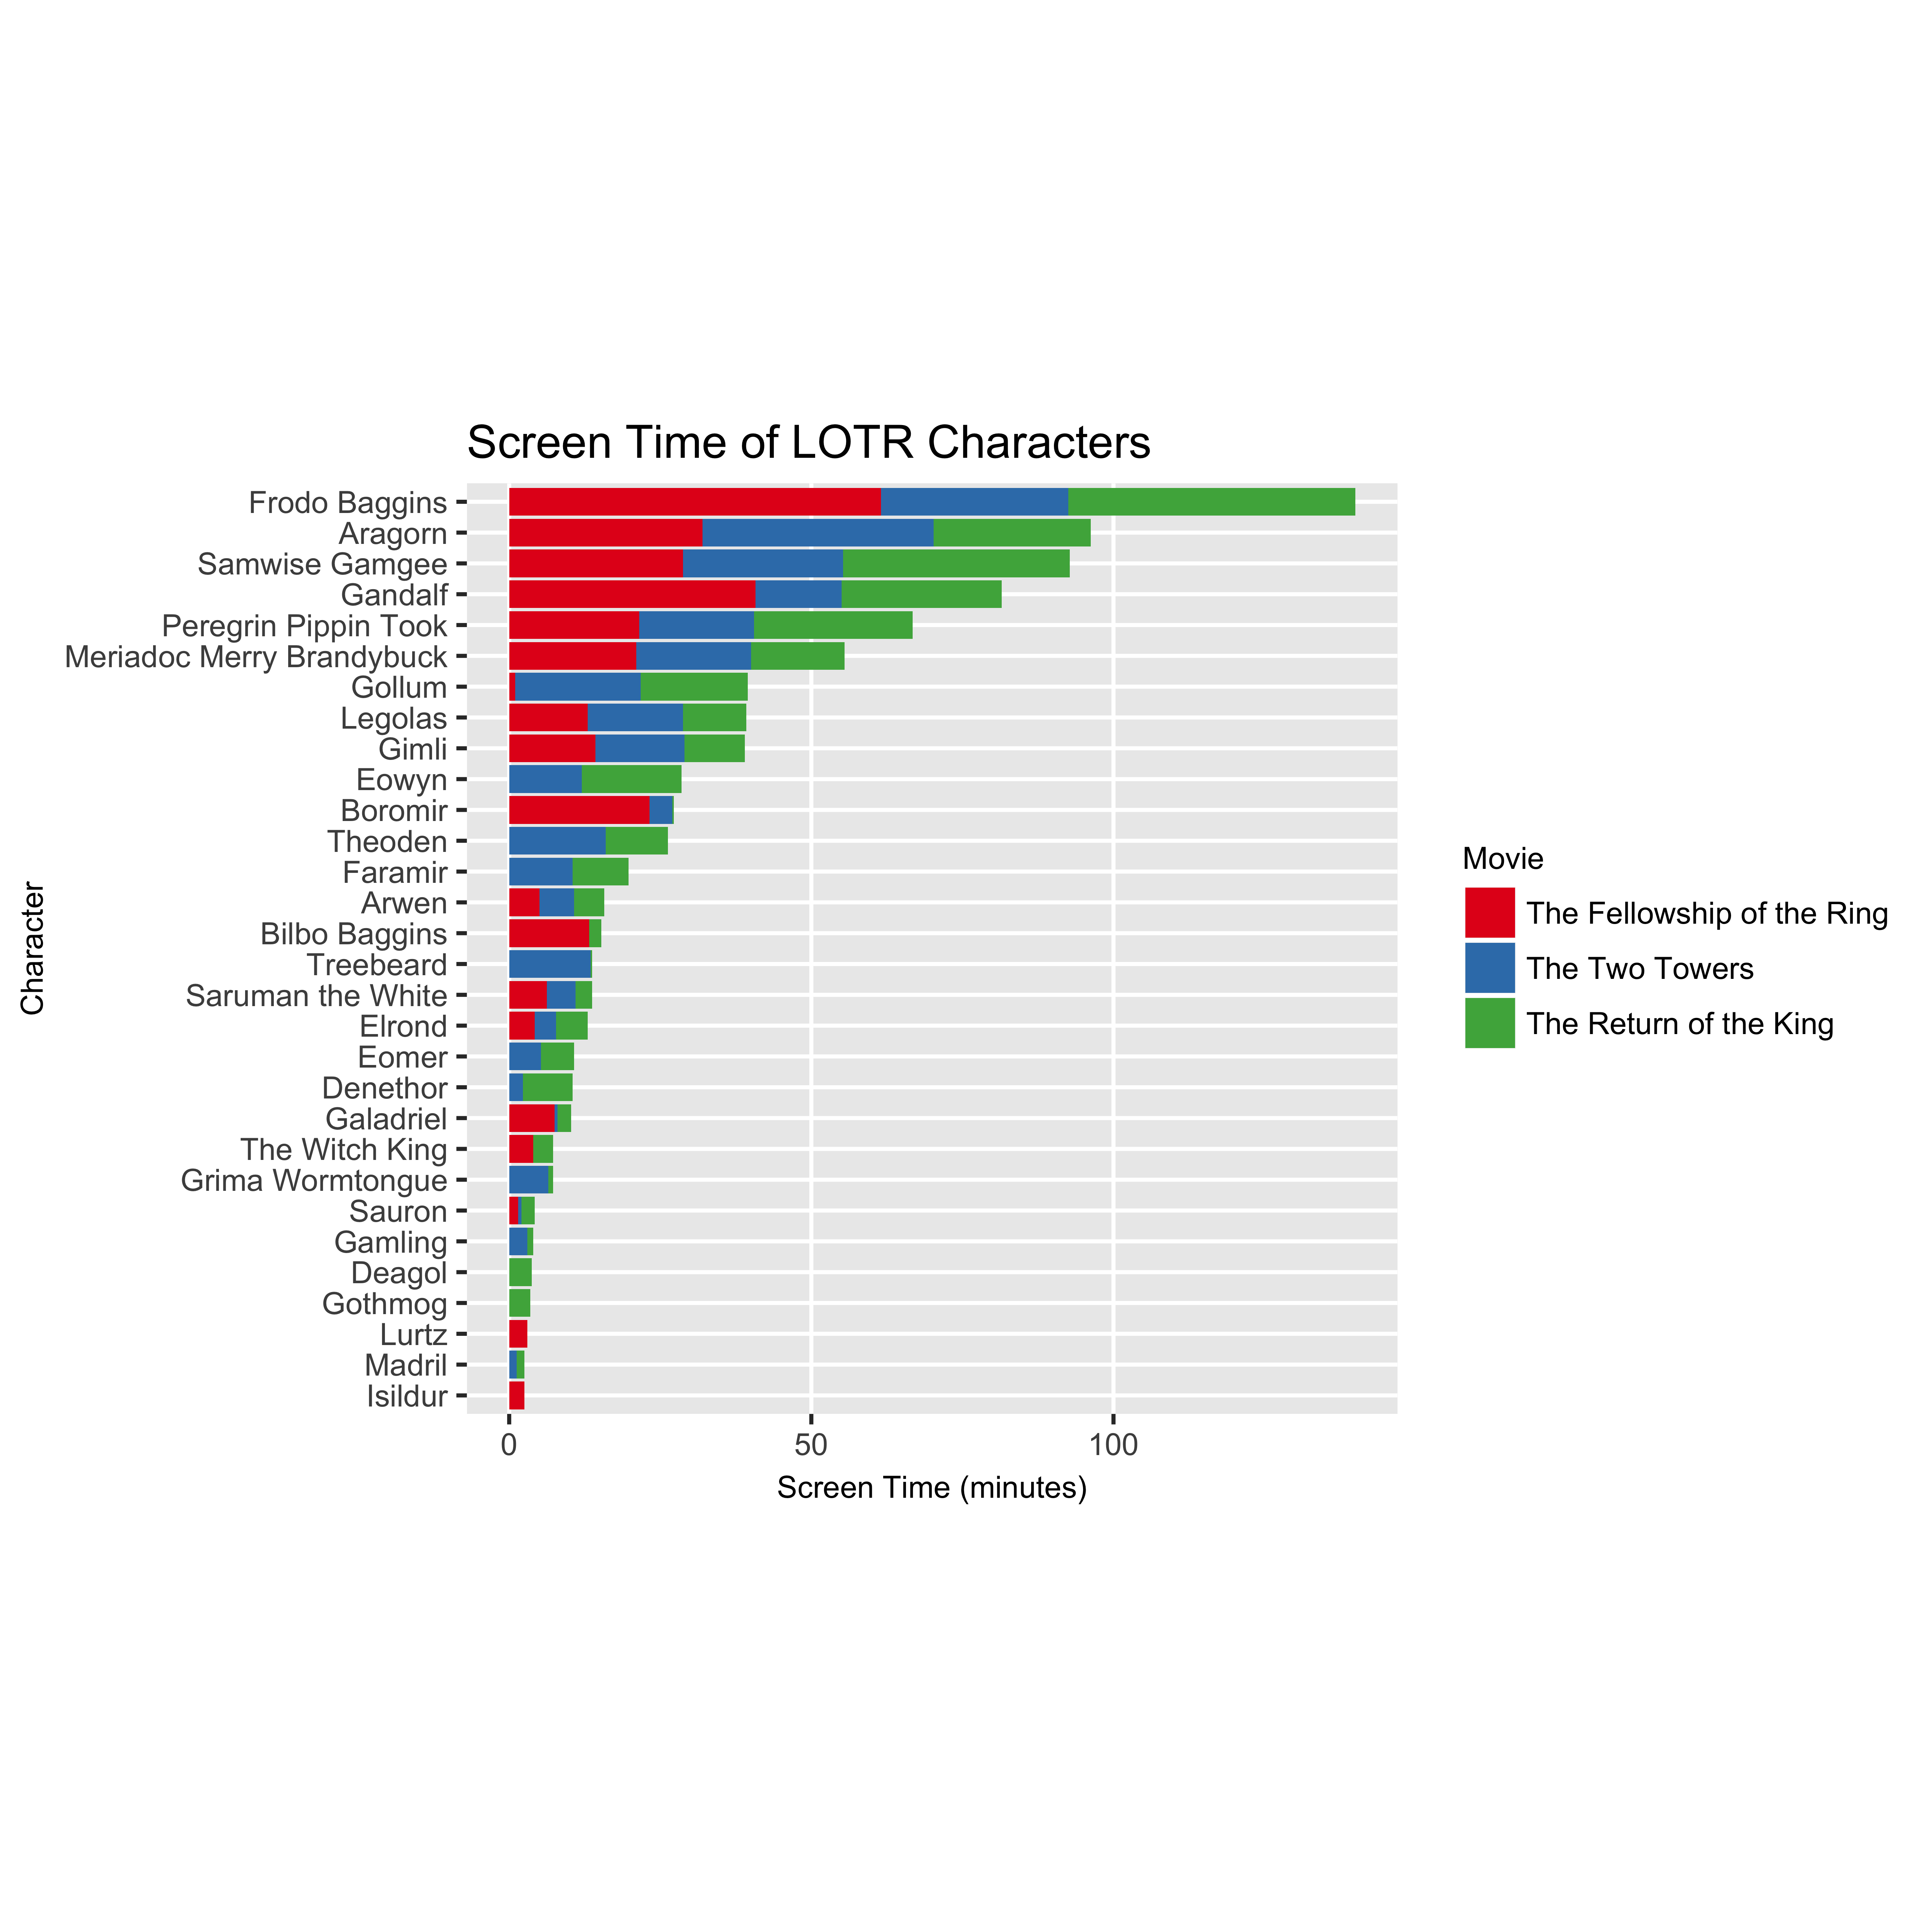 Screen Time of LOTR Characters
Frodo Baggins
Aragorn
Samwise Gamgee
Gandalf
Peregrin Pippin Took
Meriadoc Merry Brandybuck
Gollum
Legolas
Gimli
Eowyn
Boromir
Theoden
Faramir
Arwen
Bilbo Baggins
Treebeard
Saruman the White
Elrond
Eomer
Denethor
Galadriel
The Witch King
Grima Wormtongue
Sauron
Gamling
Deagol
Gothmog
Lurtz
Madril
Isildur
Character
0 50 100
Screen Time (minutes)
Movie
The Fellowship of the Ring
The Two Towers
The Return of the King